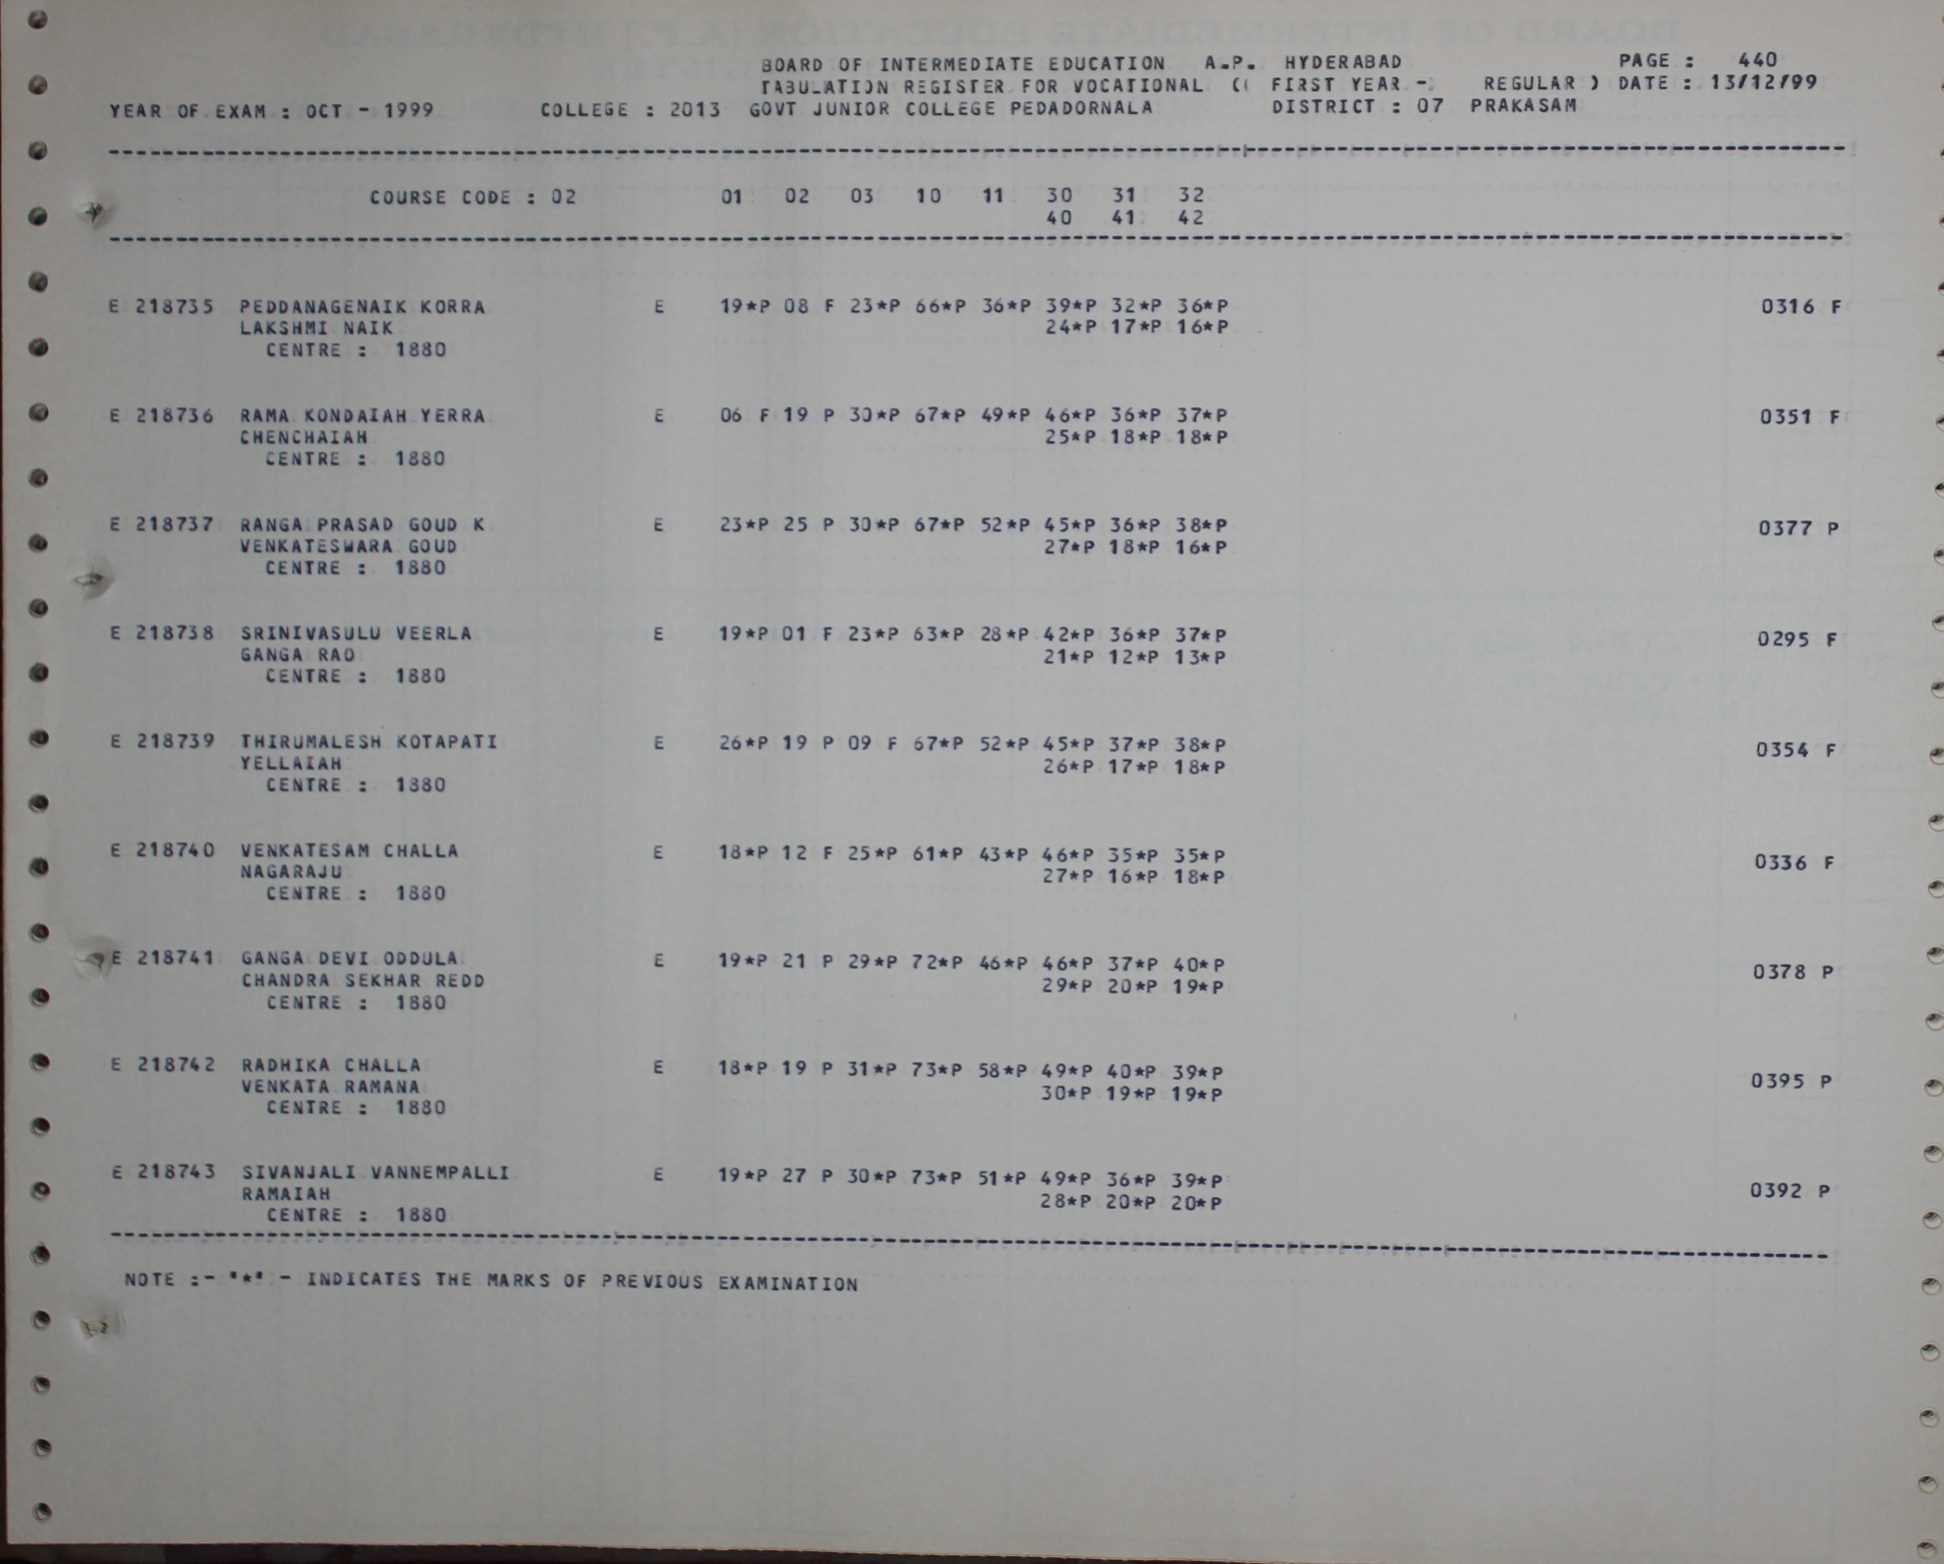 BOARD OF INTERMEDIATE EDUCATION A.P. HYDERABAD PAGE : 440
TABULATION REGISTER FOR VOCATIONAL (( FIRST YEAR - REGULAR ) DATE : 13/12/99
YEAR OF EXAM : OCT - 1999 COLLEGE : 2013 GOVT JUNIOR COLLEGE PEDADORNALA DISTRICT : 07 PRAKASAM
COURSE CODE : 02 01 02 03 10 11 30 31 32
40 41 42
E 218735 PEDDANAGENAIK KORRA E 19*P 08 F 23*P 66*P 36*P 39*P 32*P 36*P 0316 F
LAKSHMI NAIK 24*P 17*P 16*P
CENTRE : 1880
E 218736 RAMA KONDAIAH YERRA E 06 F 19 P 30*P 67*P 49*P 46*P 36*P 37*P 0351 F
CHENCHAIAH 25*P 18*P 18*P
CENTRE : 1880
E 218737 RANGA PRASAD GOUD K E 23*P 25 P 30*P 67*P 52*P 45*P 36*P 38*P 0377 P
VENKATESWARA GOUD 27*P 18*P 16*P
CENTRE : 1880
E 218738 SRINIVASULU VEERLA E 19*P 01 F 23*P 63*P 28*P 42*P 36*P 37*P 0295 F
GANGA RAO 21*P 12*P 13*P
CENTRE : 1880
E 218739 THIRUMALESH KOTAPATI E 26*P 19 P 09 F 67*P 52*P 45*P 37*P 38*P 0354 F
YELLAIAH 26*P 17*P 18*P
CENTRE : 1880
E 218740 VENKATESAM CHALLA E 18*P 12 F 25*P 61*P 43*P 46*P 35*P 35*P 0336 F
NAGARAJU 27*P 16*P 18*P
CENTRE : 1880
E 218741 GANGA DEVI ODDULA E 19*P 21 P 29*P 72*P 46*P 46*P 37*P 40*P 0378 P
CHANDRA SEKHAR REDD 29*P 20*P 19*P
CENTRE : 1880
E 218742 RADHIKA CHALLA E 18*P 19 P 31*P 73*P 58*P 49*P 40*P 39*P 0395 P
VENKATA RAMANA 30*P 19*P 19*P
CENTRE : 1880
E 218743 SIVANJALI VANNEMPALLI E 19*P 27 P 30*P 73*P 51*P 49*P 36*P 39*P 0392 P
RAMAIAH 28*P 20*P 20*P
CENTRE : 1880
NOTE :- "*" - INDICATES THE MARKS OF PREVIOUS EXAMINATION